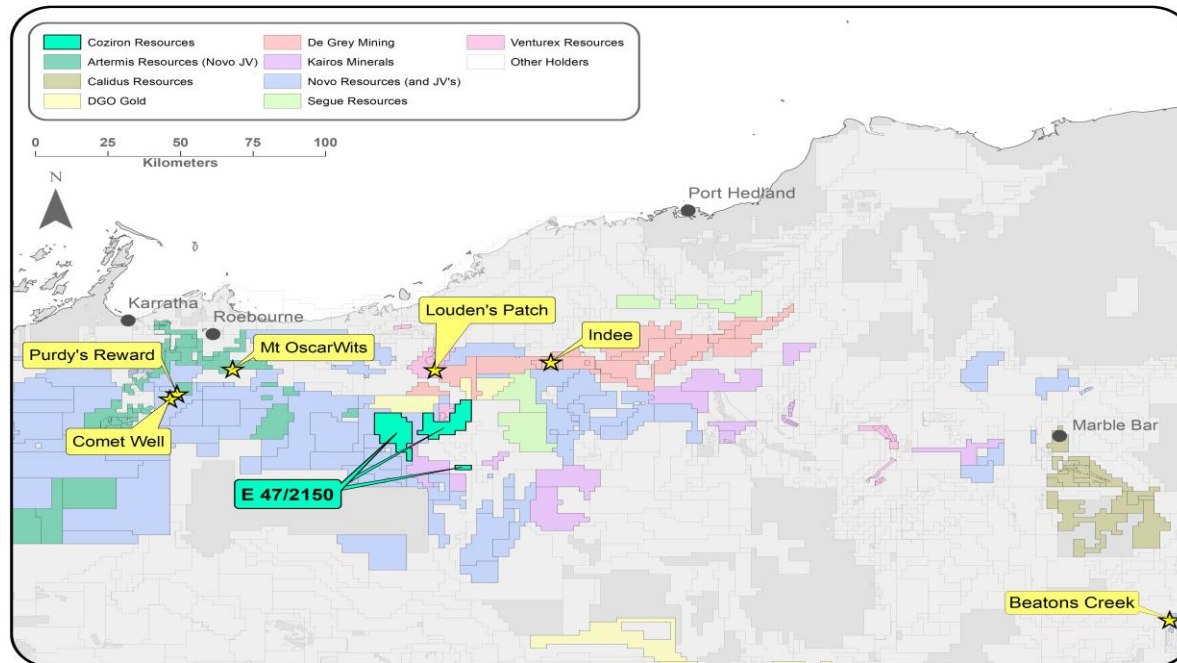 Coziron Resources
Artemis Resources (Novo JV)
Calidus Resources
DGO Gold
De Grey Mining
Kairos Minerals
Novo Resources (and JV's)
Segue Resources
Venturex Resources
Other Holders
0 25 50 75 100
Kilometers
N
Port Hedland
Karratha
Roebourne
Louden's Patch
Indee
Purdy's Reward
Mt OscarWits
Comet Well
Marble Bar
E 47/2150
Beatons Creek